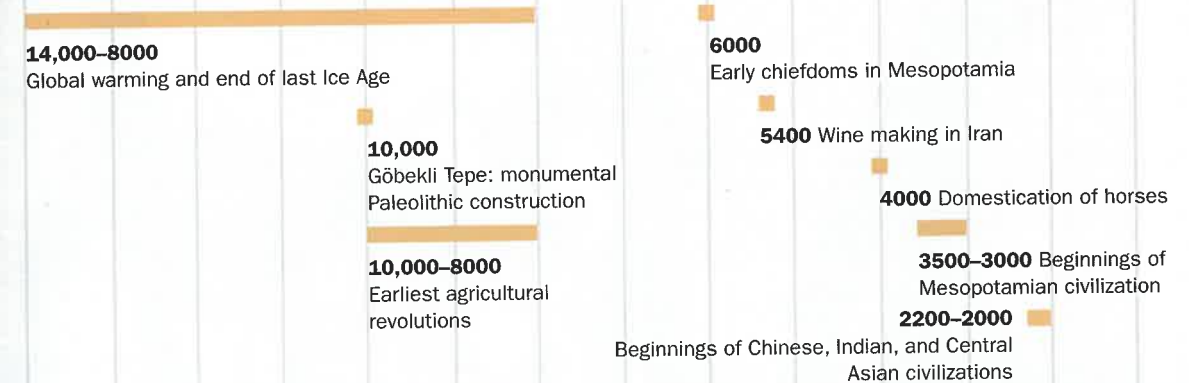 14,000–8000
Global warming and end of last Ice Age
10,000
Göbekli Tepe: monumental
Paleolithic construction
10,000–8000
Earliest agricultural
revolutions
6000
Early chiefdoms in Mesopotamia
5400 Wine making in Iran
4000 Domestication of horses
3500–3000 Beginnings of
Mesopotamian civilization
2200–2000
Beginnings of Chinese, Indian, and Central
Asian civilizations